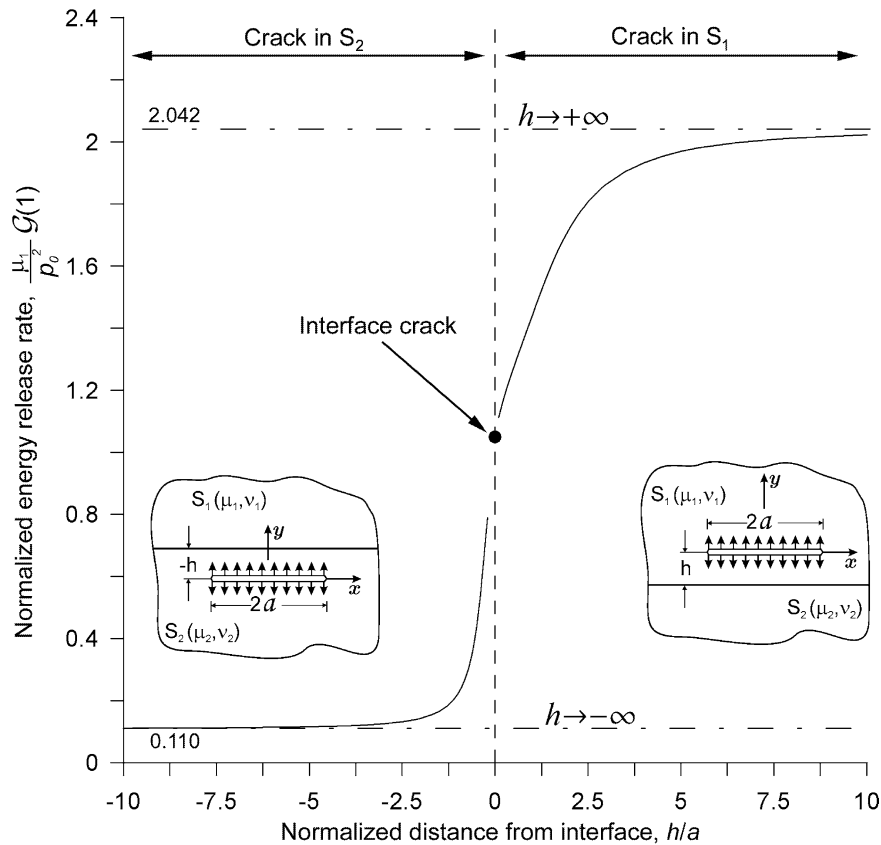 2.4
2
1.6
1.2
0.8
0.4
0
-10
-7.5
-5
-2.5
0
2.5
5
7.5
10
Normalized energy release rate, μ₁/p₀² 𝒢(1)
Normalized distance from interface, h/a
Crack in S₂
Crack in S₁
2.042
h→+∞
Interface crack
S₁(μ₁,ν₁)
y
-h
x
2a
S₂(μ₂,ν₂)
S₁(μ₁,ν₁)
y
2a
h
x
S₂(μ₂,ν₂)
h→−∞
0.110